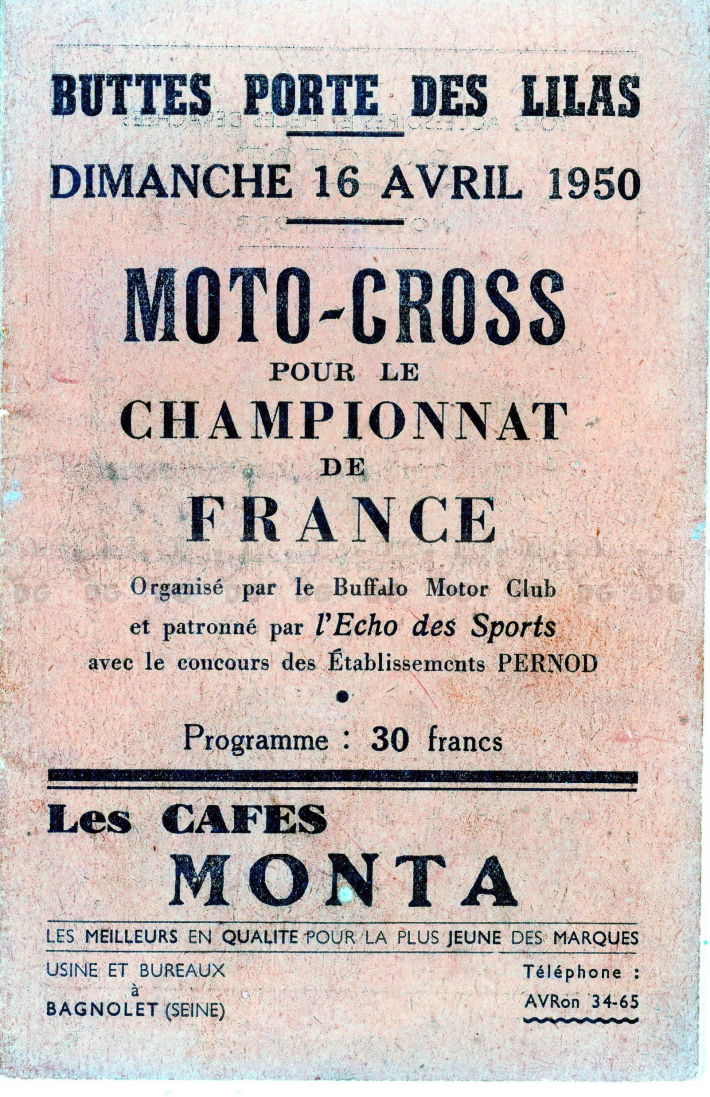 BUTTES PORTE DES LILAS
DIMANCHE 16 AVRIL 1950
MOTO-CROSS
POUR LE
CHAMPIONNAT
DE
FRANCE
Organisé par le Buffalo Motor Club
et patronné par l'Echo des Sports
avec le concours des Établissements PERNOD
•
Programme : 30 francs
Les CAFES
MONTA
LES MEILLEURS EN QUALITE POUR LA PLUS JEUNE DES MARQUES
USINE ET BUREAUX
à
BAGNOLET (SEINE)
Téléphone :
AVRon 34-65